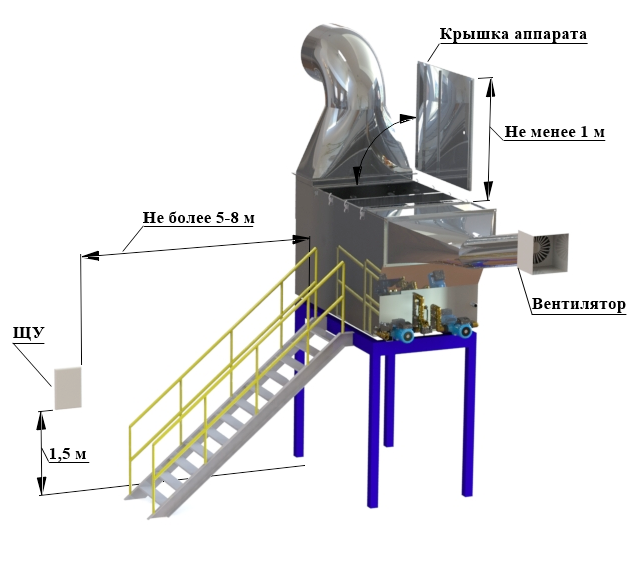 Крышка аппарата
Не менее 1 м
Не более 5-8 м
Вентилятор
ЩУ
1,5 м